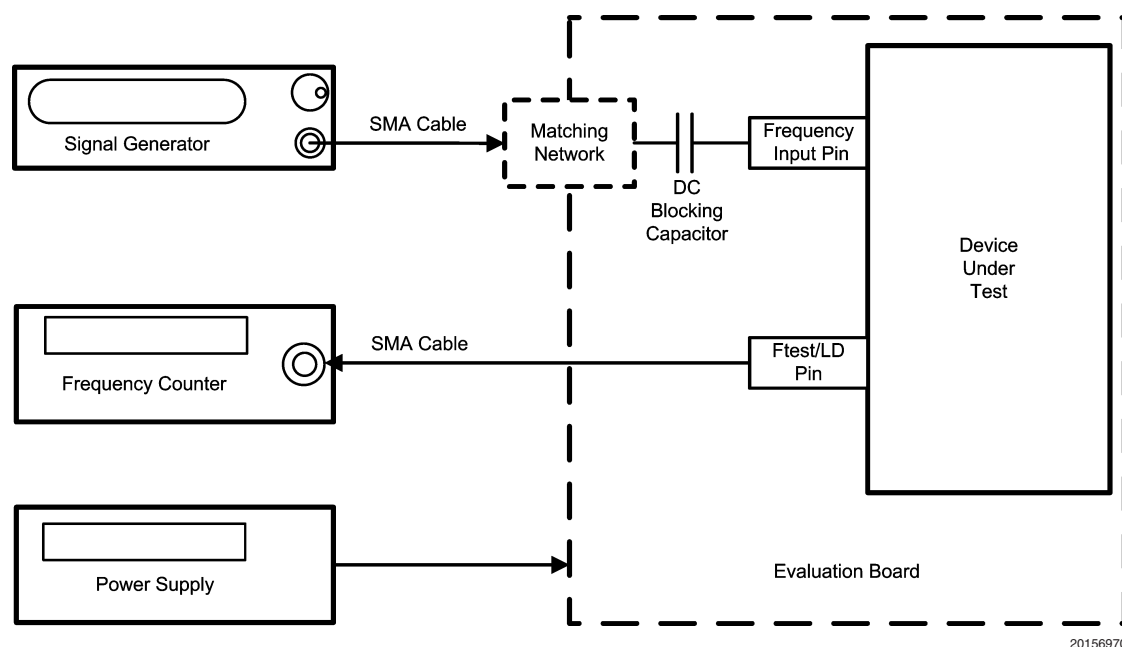 Signal Generator
SMA Cable
Matching
Network
DC
Blocking
Capacitor
Frequency
Input Pin
Device
Under
Test
Frequency Counter
SMA Cable
Ftest/LD
Pin
Power Supply
Evaluation Board
20156970